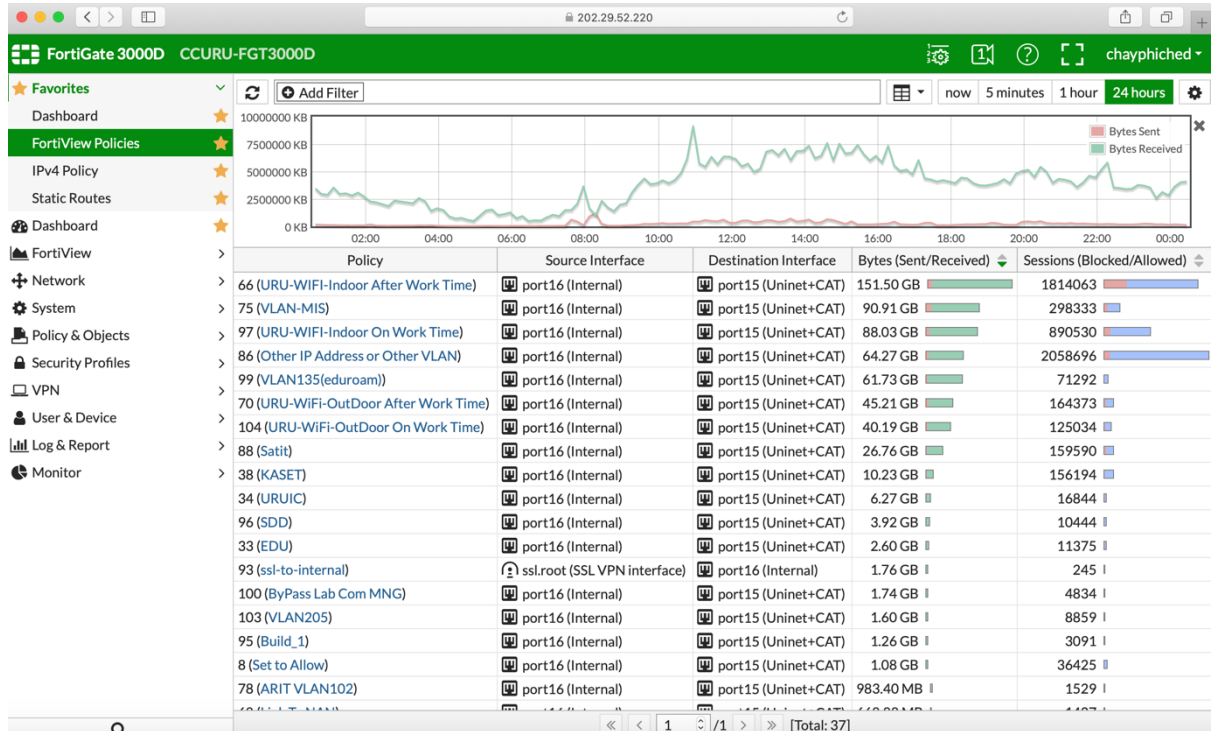 202.29.52.220
FortiGate 3000D CCURU-FGT3000D chayphiched
Favorites
Dashboard
FortiView Policies
IPv4 Policy
Static Routes
Dashboard
FortiView
Network
System
Policy & Objects
Security Profiles
VPN
User & Device
Log & Report
Monitor
Add Filter now 5 minutes 1 hour 24 hours
10000000 KB
7500000 KB
5000000 KB
2500000 KB
0 KB
Bytes Sent
Bytes Received
02:00 04:00 06:00 08:00 10:00 12:00 14:00 16:00 18:00 20:00 22:00 00:00
Policy Source Interface Destination Interface Bytes (Sent/Received) Sessions (Blocked/Allowed)
66 (URU-WIFI-Indoor After Work Time) port16 (Internal) port15 (Uninet+CAT) 151.50 GB 1814063
75 (VLAN-MIS) port16 (Internal) port15 (Uninet+CAT) 90.91 GB 298333
97 (URU-WIFI-Indoor On Work Time) port16 (Internal) port15 (Uninet+CAT) 88.03 GB 890530
86 (Other IP Address or Other VLAN) port16 (Internal) port15 (Uninet+CAT) 64.27 GB 2058696
99 (VLAN135(eduroam)) port16 (Internal) port15 (Uninet+CAT) 61.73 GB 71292
70 (URU-WiFi-OutDoor After Work Time) port16 (Internal) port15 (Uninet+CAT) 45.21 GB 164373
104 (URU-WiFi-OutDoor On Work Time) port16 (Internal) port15 (Uninet+CAT) 40.19 GB 125034
88 (Satit) port16 (Internal) port15 (Uninet+CAT) 26.76 GB 159590
38 (KASET) port16 (Internal) port15 (Uninet+CAT) 10.23 GB 156194
34 (URUIC) port16 (Internal) port15 (Uninet+CAT) 6.27 GB 16844
96 (SDD) port16 (Internal) port15 (Uninet+CAT) 3.92 GB 10444
33 (EDU) port16 (Internal) port15 (Uninet+CAT) 2.60 GB 11375
93 (ssl-to-internal) ssl.root (SSL VPN interface) port16 (Internal) 1.76 GB 245
100 (ByPass Lab Com MNG) port16 (Internal) port15 (Uninet+CAT) 1.74 GB 4834
103 (VLAN205) port16 (Internal) port15 (Uninet+CAT) 1.60 GB 8859
95 (Build_1) port16 (Internal) port15 (Uninet+CAT) 1.26 GB 3091
8 (Set to Allow) port16 (Internal) port15 (Uninet+CAT) 1.08 GB 36425
78 (ARIT VLAN102) port16 (Internal) port15 (Uninet+CAT) 983.40 MB 1529
1 /1 [Total: 37]